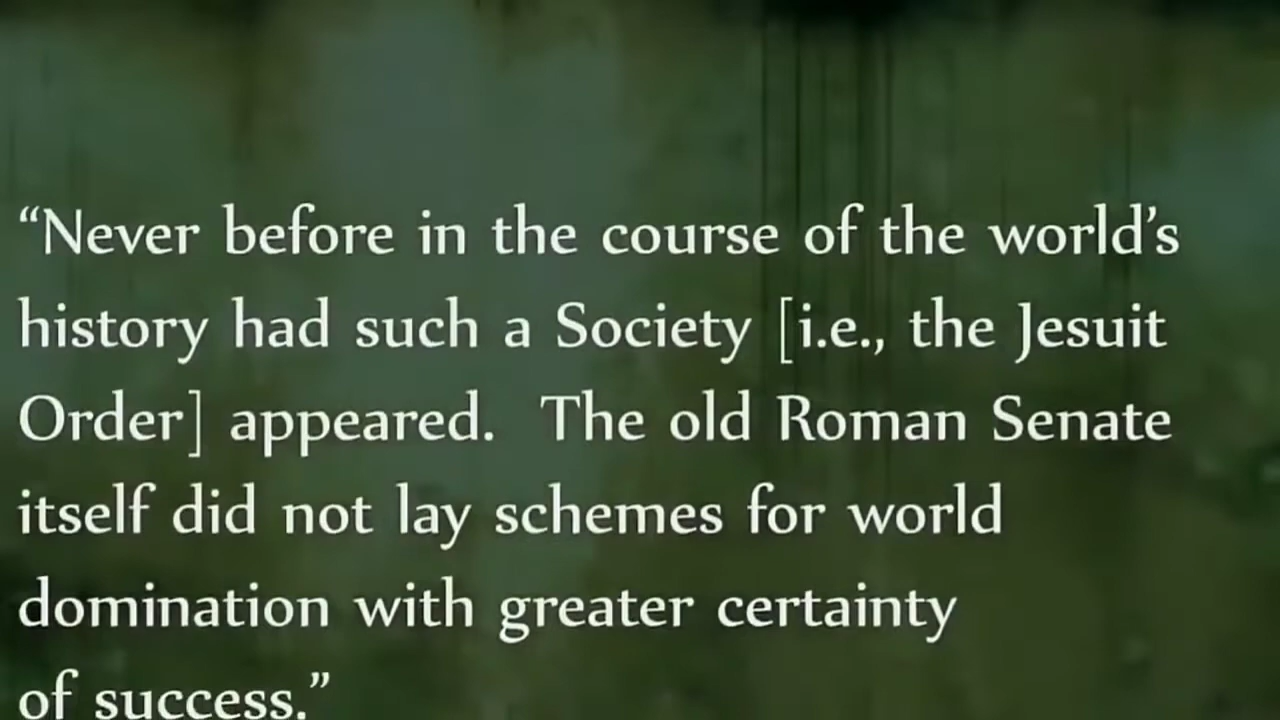 “Never before in the course of the world’s
history had such a Society [i.e., the Jesuit
Order] appeared.  The old Roman Senate
itself did not lay schemes for world
domination with greater certainty
of success.”